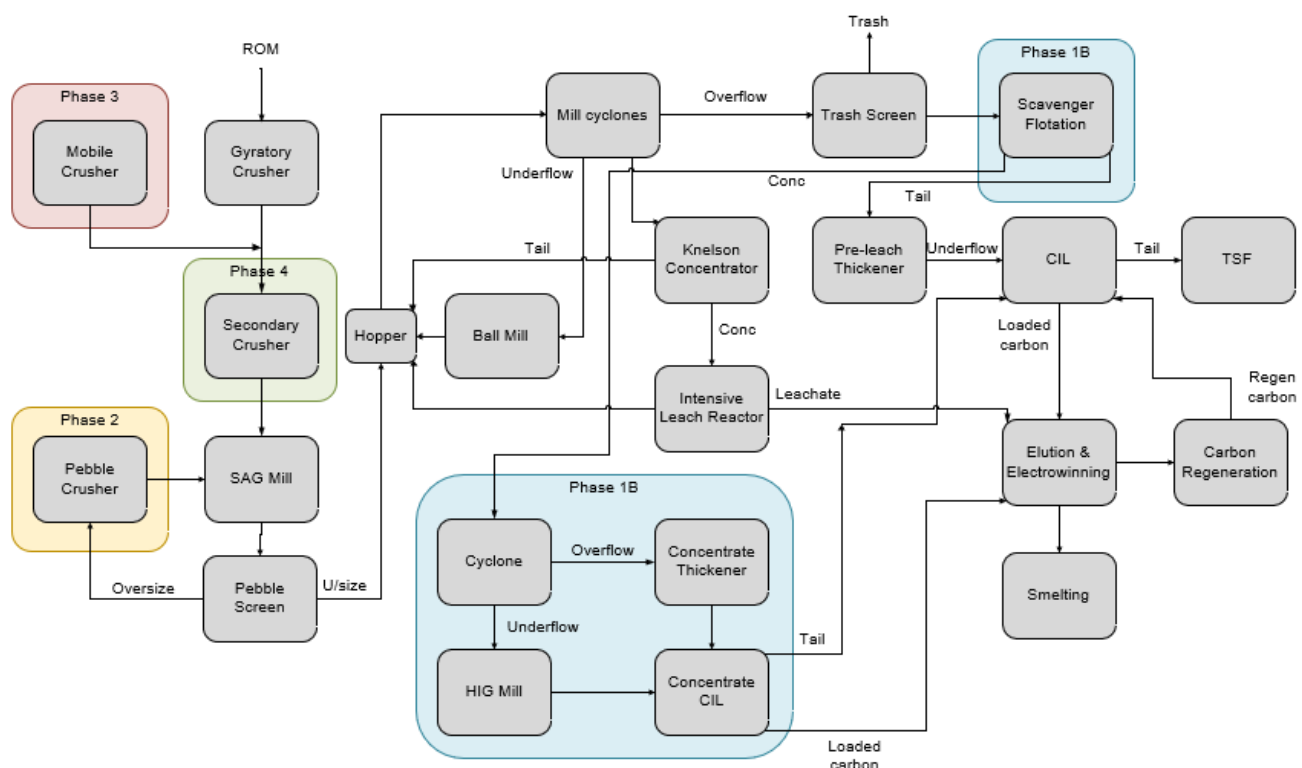 Trash
ROM
Phase 1B
Phase 3
Overflow
Mill cyclones
Trash Screen
Scavenger
Flotation
Mobile
Crusher
Gyratory
Crusher
Underflow
Conc
Tail
Knelson
Concentrator
Tail
Pre-leach
Thickener
Underflow
CIL
Tail
TSF
Phase 4
Secondary
Crusher
Hopper
Ball Mill
Conc
Loaded
carbon
Intensive
Leach Reactor
Leachate
Regen
carbon
Phase 2
Pebble
Crusher
SAG Mill
Elution &
Electrowinning
Carbon
Regeneration
Phase 1B
Cyclone
Overflow
Concentrate
Thickener
Oversize
Pebble
Screen
U/size
Smelting
Underflow
Tail
HIG Mill
Concentrate
CIL
Loaded
carbon